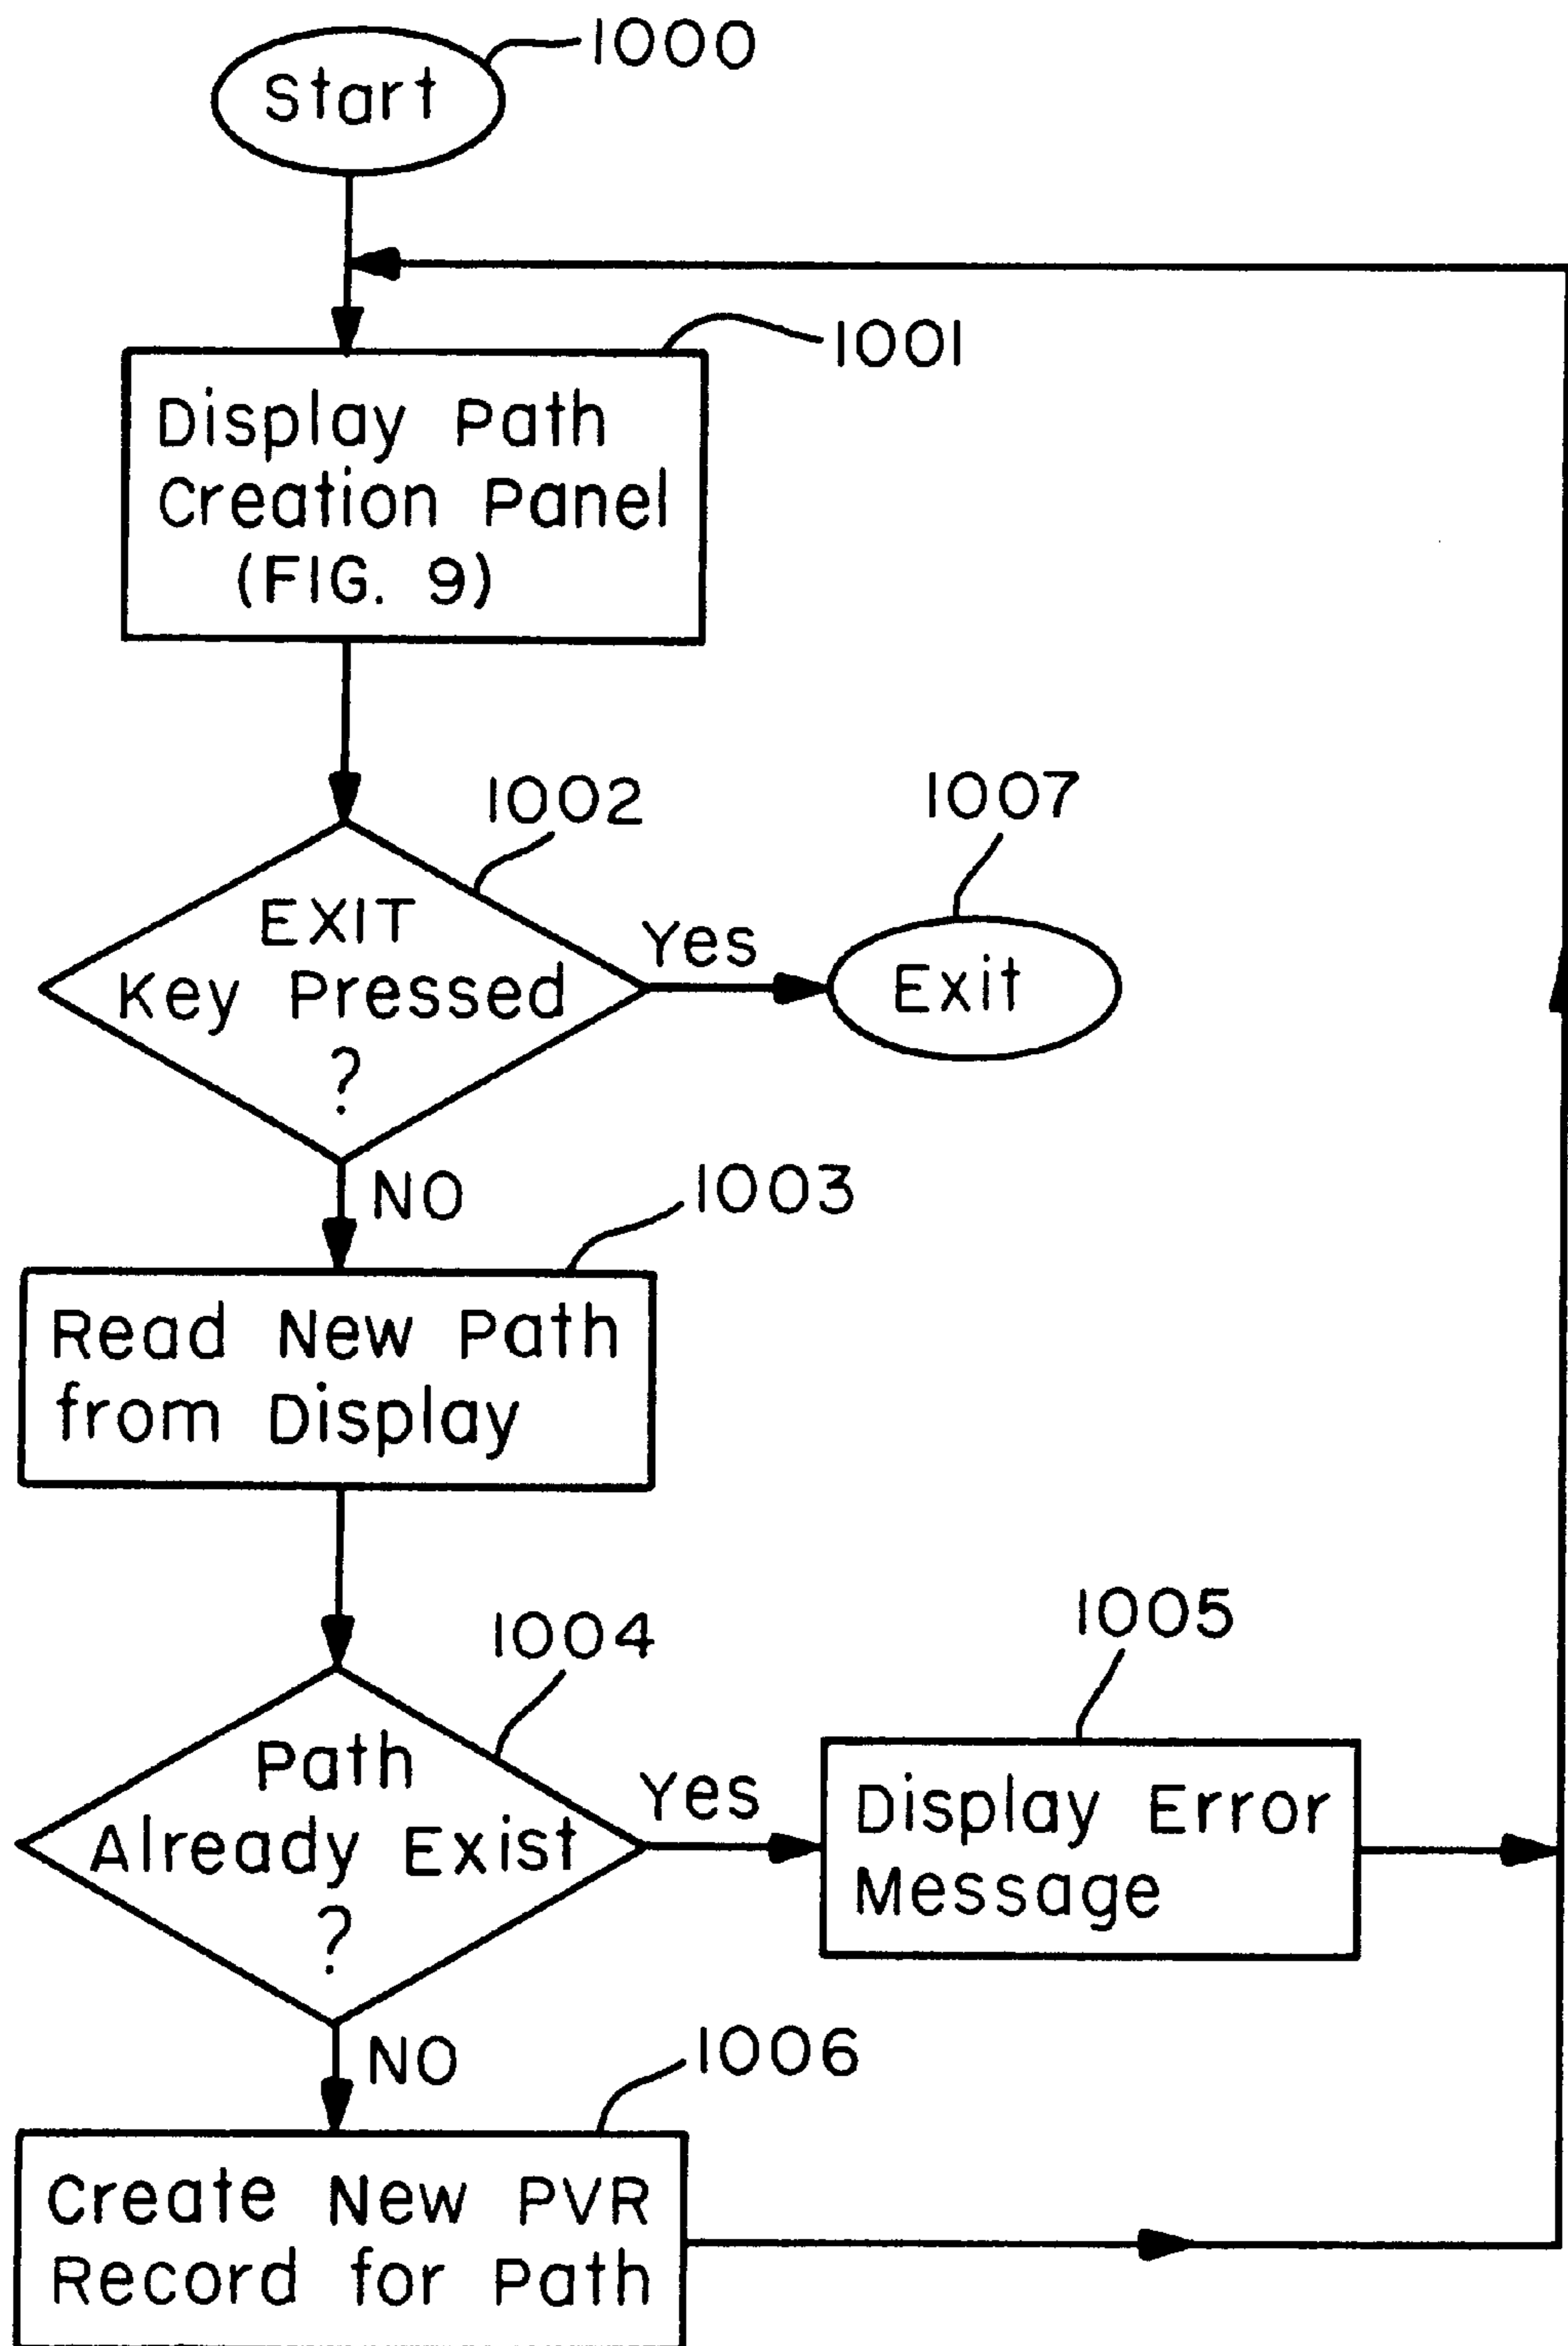 Start
1000
1001
Display Path
Creation Panel
(FIG. 9)
1002
EXIT
Key Pressed
?
Yes
1007
Exit
NO
1003
Read New Path
from Display
1004
Path
Already Exist
?
Yes
1005
Display Error
Message
NO
1006
Create New PVR
Record for Path